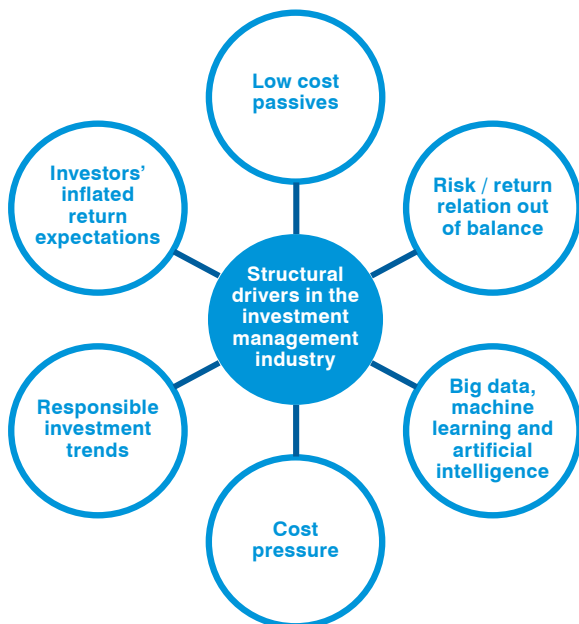 Low cost
passives
Investors’
inflated
return
expectations
Risk / return
relation out
of balance
Structural
drivers in the
investment
management
industry
Responsible
investment
trends
Big data,
machine
learning and
artificial
intelligence
Cost
pressure